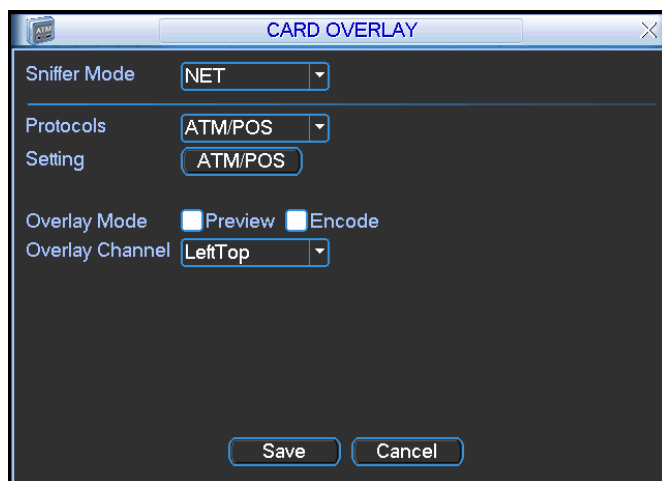 ATM
CARD OVERLAY
Sniffer Mode NET
Protocols ATM/POS
Setting ATM/POS
Overlay Mode Preview Encode
Overlay Channel LeftTop
Save Cancel